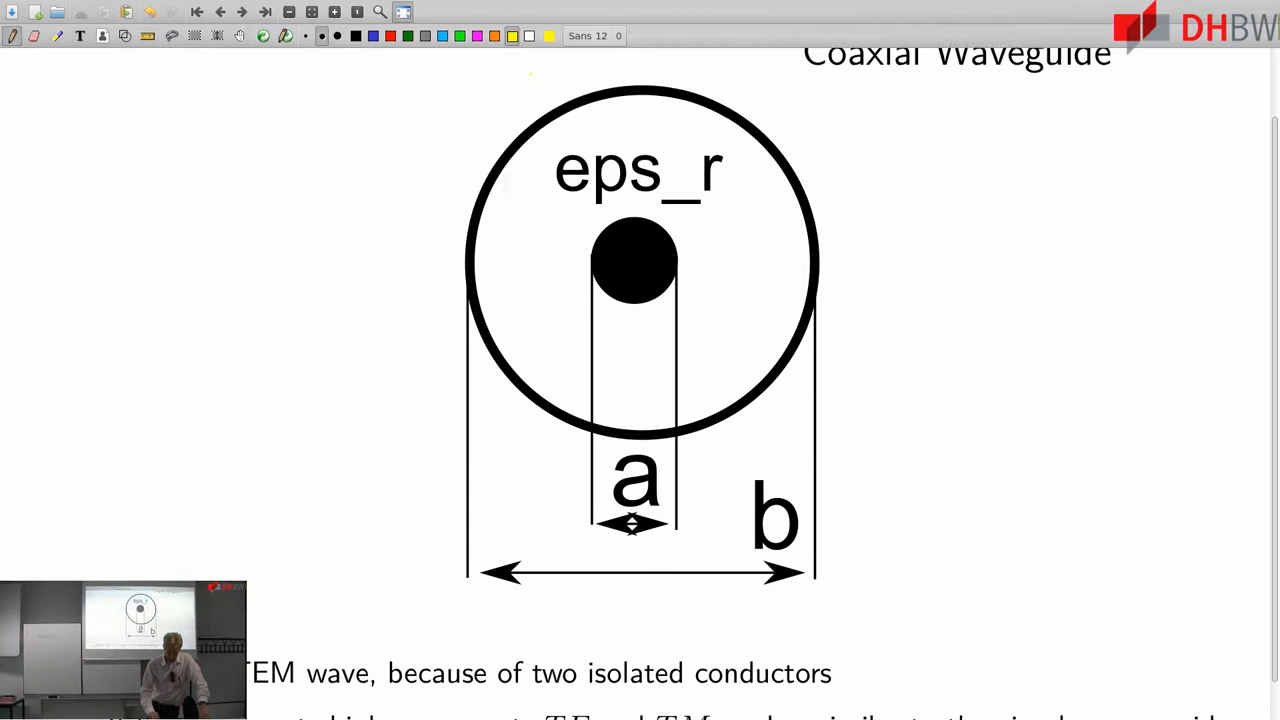 Sans 12 0
DHBW
Coaxial Waveguide
eps_r
a
b
TEM wave, because of two isolated conductors